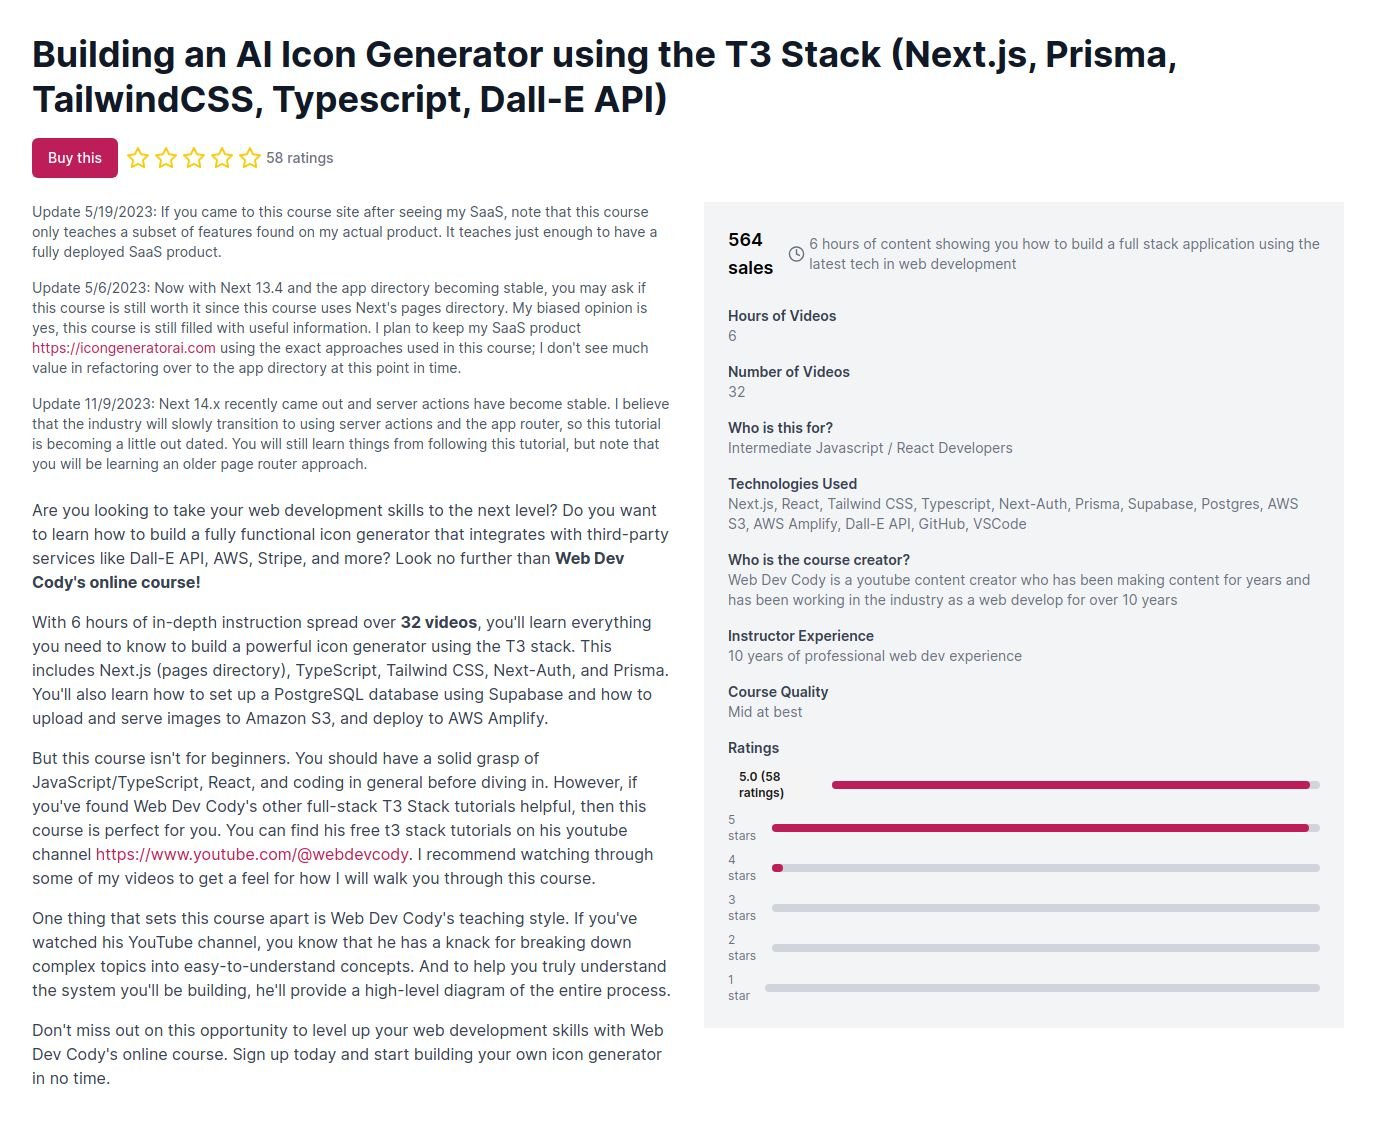 Building an AI Icon Generator using the T3 Stack (Next.js, Prisma,
TailwindCSS, Typescript, Dall-E API)
Buy this
58 ratings
Update 5/19/2023: If you came to this course site after seeing my SaaS, note that this course
only teaches a subset of features found on my actual product. It teaches just enough to have a
fully deployed SaaS product.
Update 5/6/2023: Now with Next 13.4 and the app directory becoming stable, you may ask if
this course is still worth it since this course uses Next's pages directory. My biased opinion is
yes, this course is still filled with useful information. I plan to keep my SaaS product
https://icongeneratorai.com using the exact approaches used in this course; I don't see much
value in refactoring over to the app directory at this point in time.
Update 11/9/2023: Next 14.x recently came out and server actions have become stable. I believe
that the industry will slowly transition to using server actions and the app router, so this tutorial
is becoming a little out dated. You will still learn things from following this tutorial, but note that
you will be learning an older page router approach.
Are you looking to take your web development skills to the next level? Do you want
to learn how to build a fully functional icon generator that integrates with third-party
services like Dall-E API, AWS, Stripe, and more? Look no further than Web Dev
Cody's online course!
With 6 hours of in-depth instruction spread over 32 videos, you'll learn everything
you need to know to build a powerful icon generator using the T3 stack. This
includes Next.js (pages directory), TypeScript, Tailwind CSS, Next-Auth, and Prisma.
You'll also learn how to set up a PostgreSQL database using Supabase and how to
upload and serve images to Amazon S3, and deploy to AWS Amplify.
But this course isn't for beginners. You should have a solid grasp of
JavaScript/TypeScript, React, and coding in general before diving in. However, if
you've found Web Dev Cody's other full-stack T3 Stack tutorials helpful, then this
course is perfect for you. You can find his free t3 stack tutorials on his youtube
channel https://www.youtube.com/@webdevcody. I recommend watching through
some of my videos to get a feel for how I will walk you through this course.
One thing that sets this course apart is Web Dev Cody's teaching style. If you've
watched his YouTube channel, you know that he has a knack for breaking down
complex topics into easy-to-understand concepts. And to help you truly understand
the system you'll be building, he'll provide a high-level diagram of the entire process.
Don't miss out on this opportunity to level up your web development skills with Web
Dev Cody's online course. Sign up today and start building your own icon generator
in no time.
564
sales
6 hours of content showing you how to build a full stack application using the
latest tech in web development
Hours of Videos
6
Number of Videos
32
Who is this for?
Intermediate Javascript / React Developers
Technologies Used
Next.js, React, Tailwind CSS, Typescript, Next-Auth, Prisma, Supabase, Postgres, AWS
S3, AWS Amplify, Dall-E API, GitHub, VSCode
Who is the course creator?
Web Dev Cody is a youtube content creator who has been making content for years and
has been working in the industry as a web develop for over 10 years
Instructor Experience
10 years of professional web dev experience
Course Quality
Mid at best
Ratings
5.0 (58
ratings)
5
stars
4
stars
3
stars
2
stars
1
star